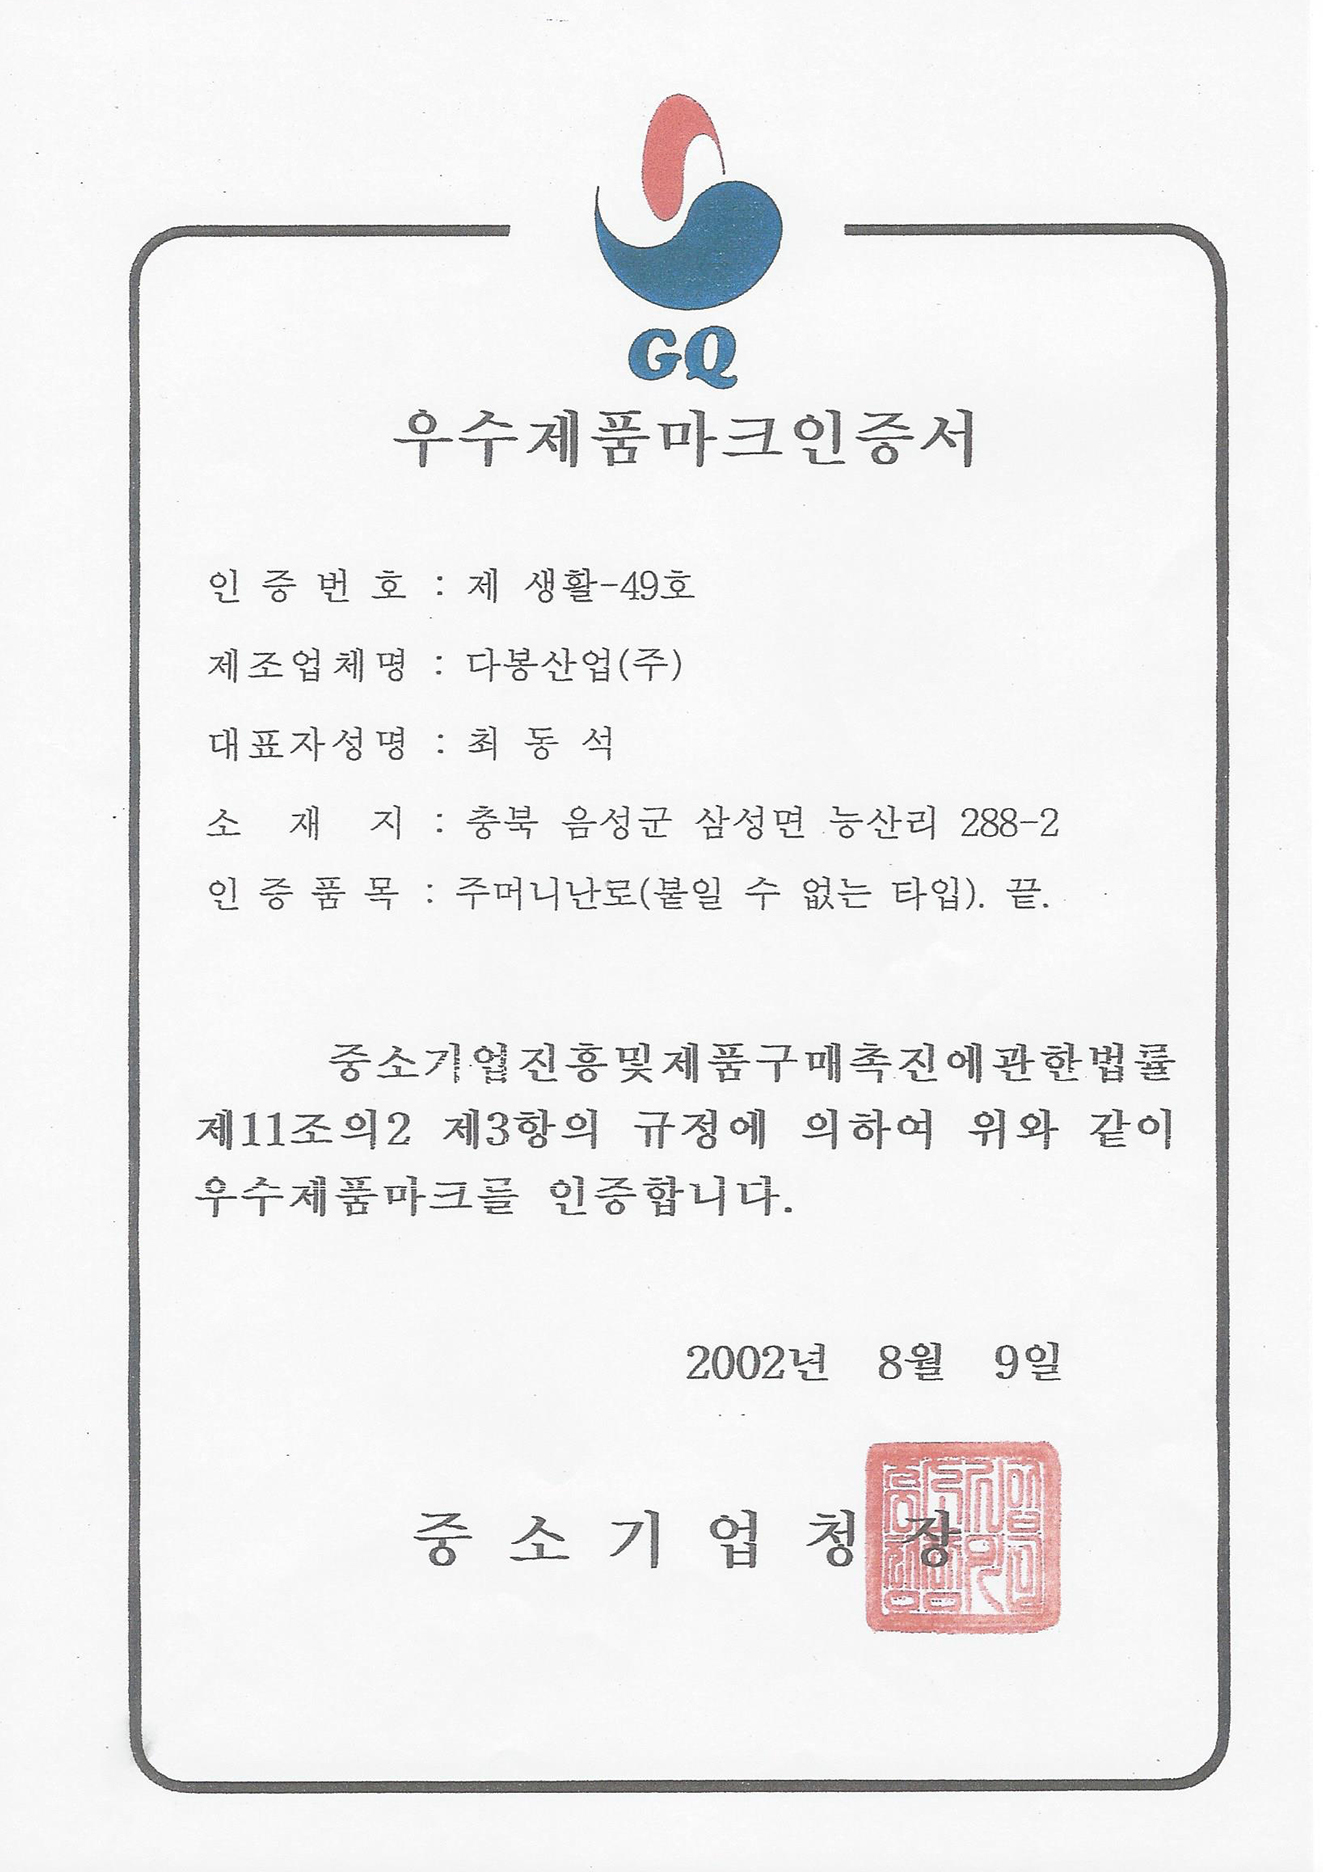 GQ
우수제품마크인증서
인 증 번 호 : 제 생활-49호
제조업체명 : 다봉산업(주)
대표자성명 : 최 동 석
소 재 지 : 충북 음성군 삼성면 능산리 288-2
인 증 품 목 : 주머니난로(붙일 수 없는 타입). 끝.
중소기업진흥및제품구매촉진에관한법률
제11조의2 제3항의 규정에 의하여 위와 같이
우수제품마크를 인증합니다.
2002년 8월 9일
중 소 기 업 청 장